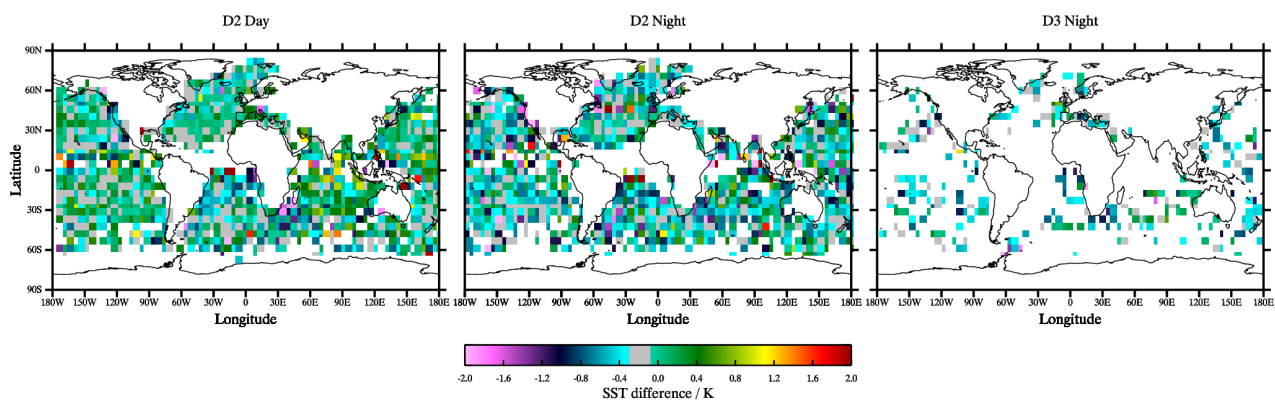 D2 Day
D2 Night
D3 Night
90N
60N
30N
0
30S
60S
90S
Latitude
180W 150W 120W 90W 60W 30W 0 30E 60E 90E 120E 150E 180E
180W 150W 120W 90W 60W 30W 0 30E 60E 90E 120E 150E 180E
180W 150W 120W 90W 60W 30W 0 30E 60E 90E 120E 150E 180E
Longitude
Longitude
Longitude
-2.0 -1.6 -1.2 -0.8 -0.4 0.0 0.4 0.8 1.2 1.6 2.0
SST difference / K